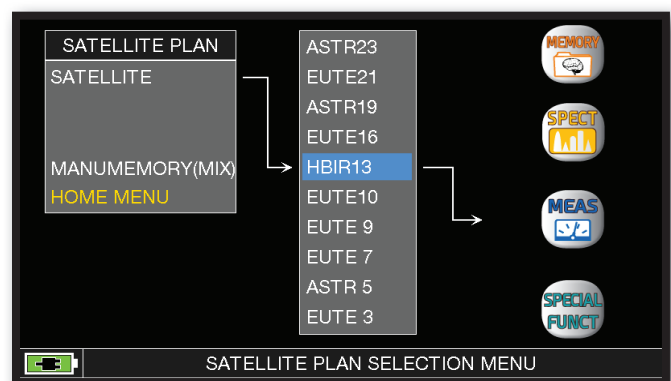 SATELLITE PLAN
SATELLITE
MANUMEMORY(MIX)
HOME MENU
ASTR23
EUTE21
ASTR19
EUTE16
HBIR13
EUTE10
EUTE 9
EUTE 7
ASTR 5
EUTE 3
MEMORY
SPECT
MEAS
SPECIAL
FUNCT
SATELLITE PLAN SELECTION MENU